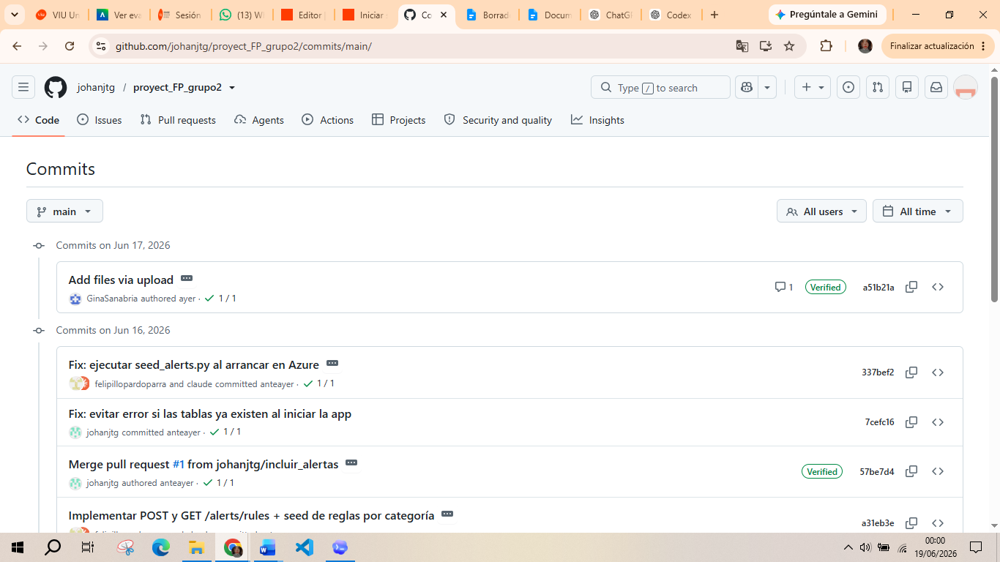 VIU Un
Ver eva
Sesión
(13) W
Editor
Iniciar
Co
Borrad
Docum
ChatG
Codex
Pregúntale a Gemini
github.com/johanjtg/proyect_FP_grupo2/commits/main/
Finalizar actualización
johanjtg / proyect_FP_grupo2
Type / to search
Code
Issues
Pull requests
Agents
Actions
Projects
Security and quality
Insights
Commits
main
All users
All time
Commits on Jun 17, 2026
Add files via upload
GinaSanabria authored ayer · 1 / 1
1
Verified
a51b21a
Commits on Jun 16, 2026
Fix: ejecutar seed_alerts.py al arrancar en Azure
felipillopardoparra and claude committed anteayer · 1 / 1
337bef2
Fix: evitar error si las tablas ya existen al iniciar la app
johanjtg committed anteayer · 1 / 1
7cefc16
Merge pull request #1 from johanjtg/incluir_alertas
johanjtg authored anteayer · 1 / 1
Verified
57be7d4
Implementar POST y GET /alerts/rules + seed de reglas por categoría
a31eb3e
00:00
19/06/2026